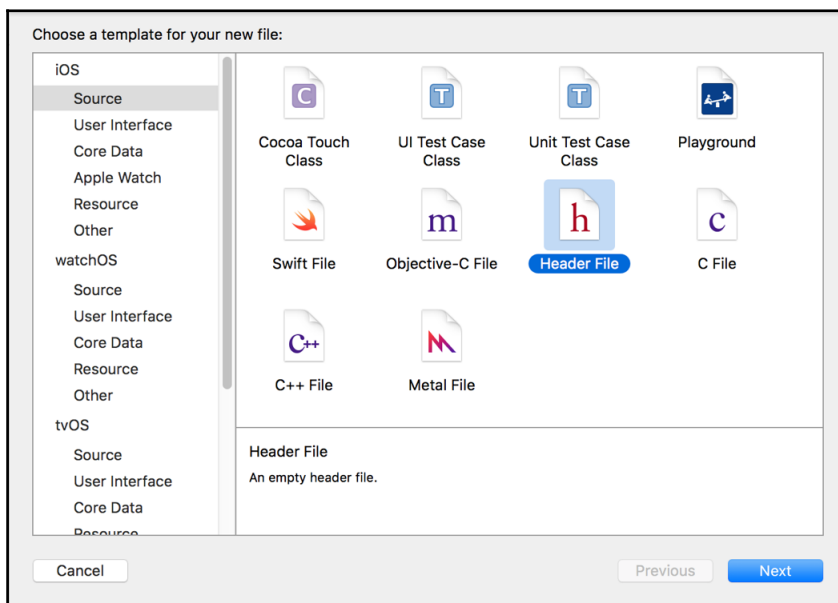 Choose a template for your new file:
iOS
Source
User Interface
Core Data
Apple Watch
Resource
Other
watchOS
Source
User Interface
Core Data
Resource
Other
tvOS
Source
User Interface
Core Data
Resource
C
T
T
Cocoa Touch
Class
UI Test Case
Class
Unit Test Case
Class
Playground
m
h
c
Swift File
Objective-C File
Header File
C File
C++
C++ File
Metal File
Header File
An empty header file.
Cancel
Previous
Next